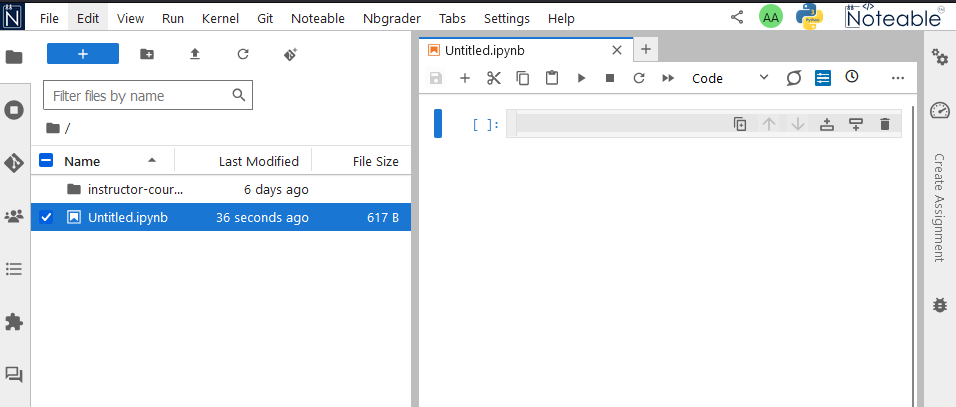 N File Edit View Run Kernel Git Noteable Nbgrader Tabs Settings Help AA Python Noteable
+
Filter files by name
/
Name Last Modified File Size
instructor-cour... 6 days ago
Untitled.ipynb 36 seconds ago 617 B
Untitled.ipynb
Code
[ ]:
Create Assignment